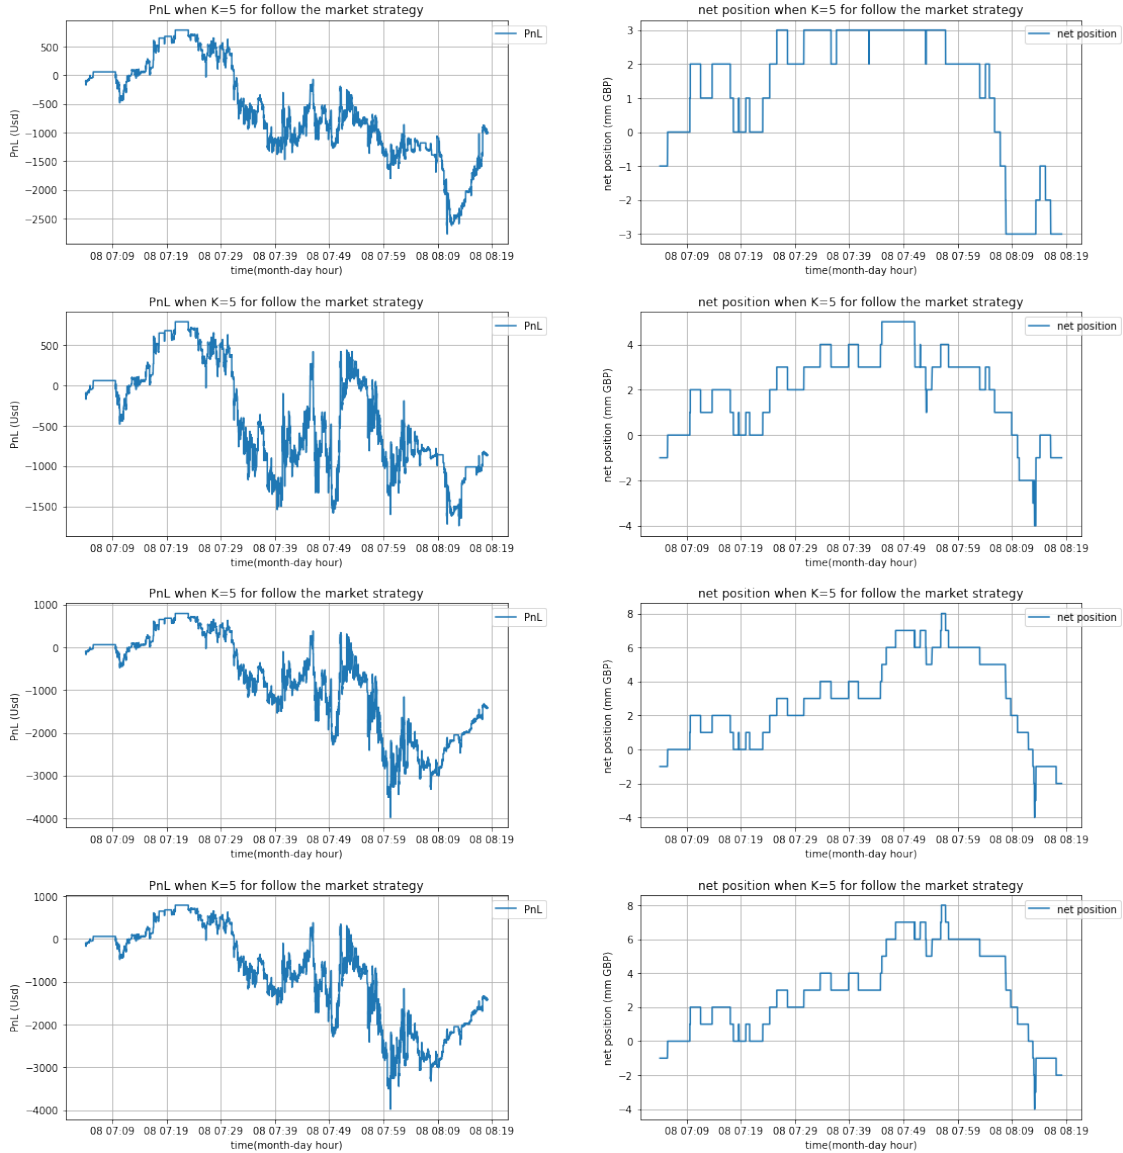 PnL when K=5 for follow the market strategy
PnL
500
0
−500
−1000
−1500
−2000
−2500
PnL (Usd)
08 07:09 08 07:19 08 07:29 08 07:39 08 07:49 08 07:59 08 08:09 08 08:19
time(month-day hour)
net position when K=5 for follow the market strategy
net position
3
2
1
0
−1
−2
−3
net position (mm GBP)
08 07:09 08 07:19 08 07:29 08 07:39 08 07:49 08 07:59 08 08:09 08 08:19
time(month-day hour)
PnL when K=5 for follow the market strategy
PnL
500
0
−500
−1000
−1500
PnL (Usd)
08 07:09 08 07:19 08 07:29 08 07:39 08 07:49 08 07:59 08 08:09 08 08:19
time(month-day hour)
net position when K=5 for follow the market strategy
net position
4
2
0
−2
−4
net position (mm GBP)
08 07:09 08 07:19 08 07:29 08 07:39 08 07:49 08 07:59 08 08:09 08 08:19
time(month-day hour)
PnL when K=5 for follow the market strategy
PnL
1000
0
−1000
−2000
−3000
−4000
PnL (Usd)
08 07:09 08 07:19 08 07:29 08 07:39 08 07:49 08 07:59 08 08:09 08 08:19
time(month-day hour)
net position when K=5 for follow the market strategy
net position
8
6
4
2
0
−2
−4
net position (mm GBP)
08 07:09 08 07:19 08 07:29 08 07:39 08 07:49 08 07:59 08 08:09 08 08:19
time(month-day hour)
PnL when K=5 for follow the market strategy
PnL
1000
0
−1000
−2000
−3000
−4000
PnL (Usd)
08 07:09 08 07:19 08 07:29 08 07:39 08 07:49 08 07:59 08 08:09 08 08:19
time(month-day hour)
net position when K=5 for follow the market strategy
net position
8
6
4
2
0
−2
−4
net position (mm GBP)
08 07:09 08 07:19 08 07:29 08 07:39 08 07:49 08 07:59 08 08:09 08 08:19
time(month-day hour)